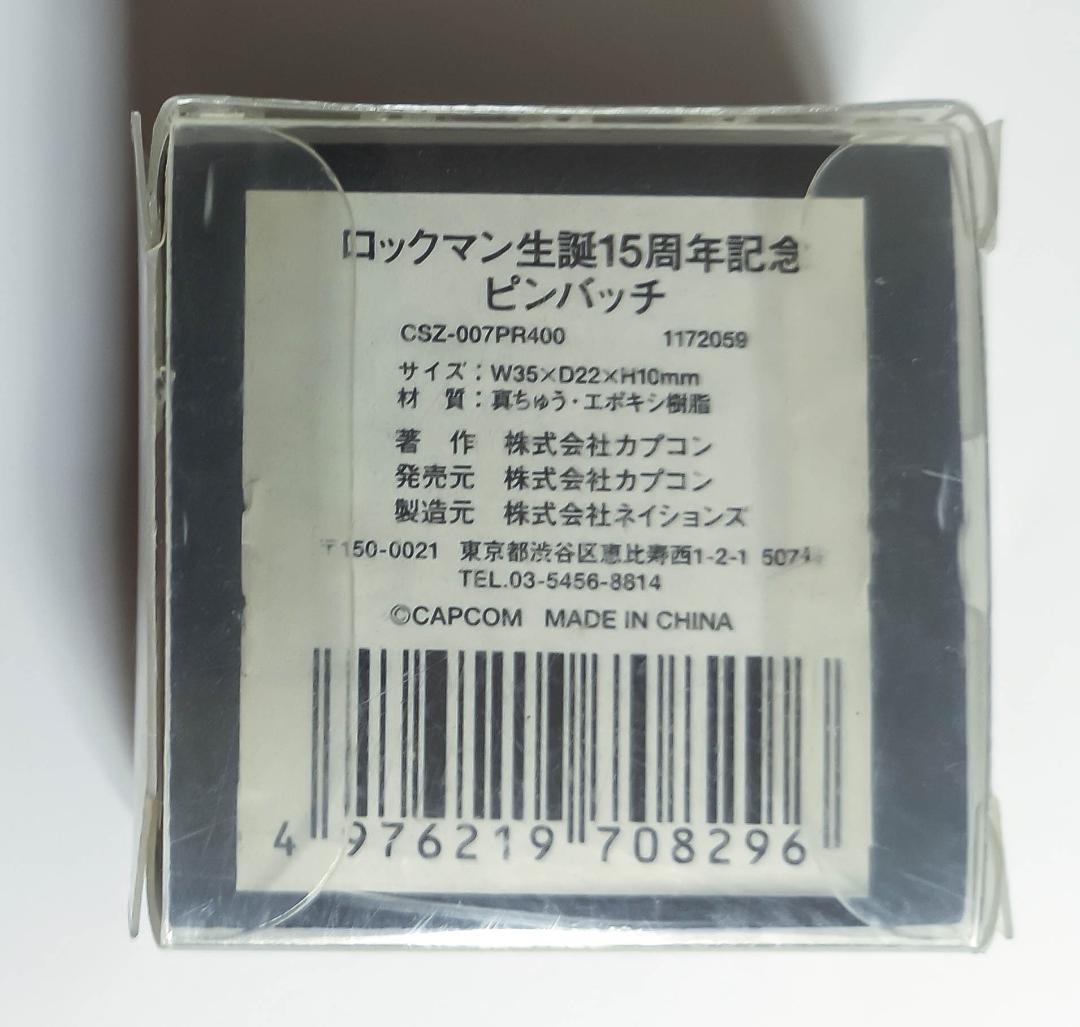 ロックマン生誕15周年記念
ピンバッチ
CSZ-007PR400 1172059
サイズ：W35×D22×H10mm
材 質：真ちゅう・エポキシ樹脂
著 作 株式会社カプコン
発売元 株式会社カプコン
製造元 株式会社ネイションズ
〒150-0021 東京都渋谷区恵比寿西1-2-1 507
TEL.03-5456-8814
©CAPCOM MADE IN CHINA
4 976219 708296